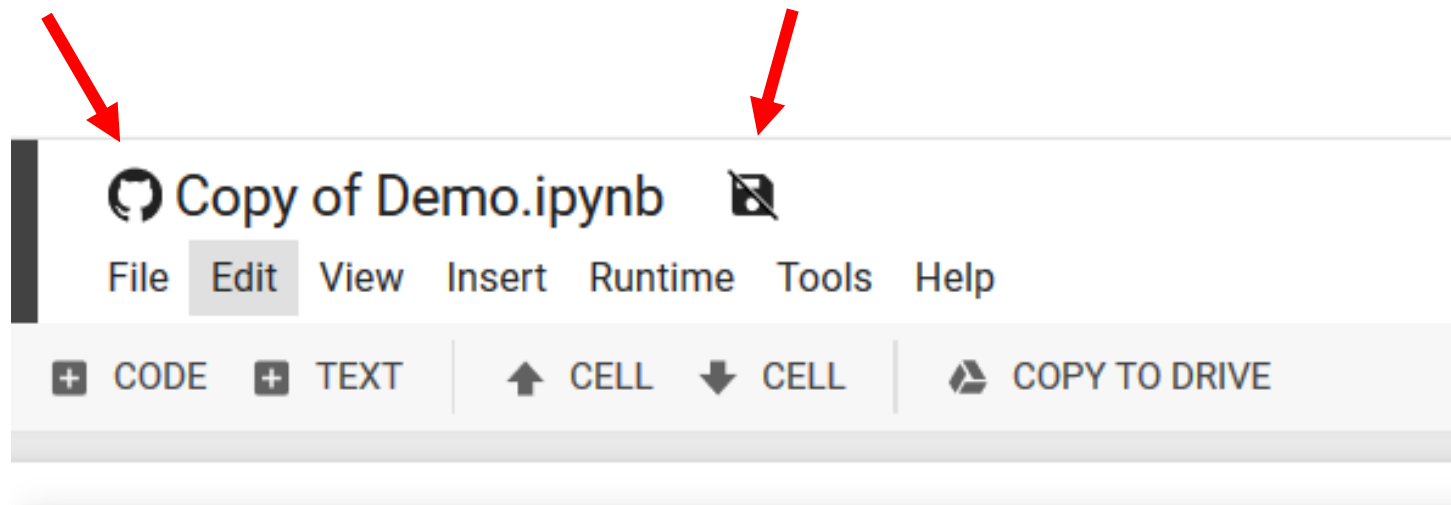 Copy of Demo.ipynb
File Edit View Insert Runtime Tools Help
CODE TEXT CELL CELL COPY TO DRIVE